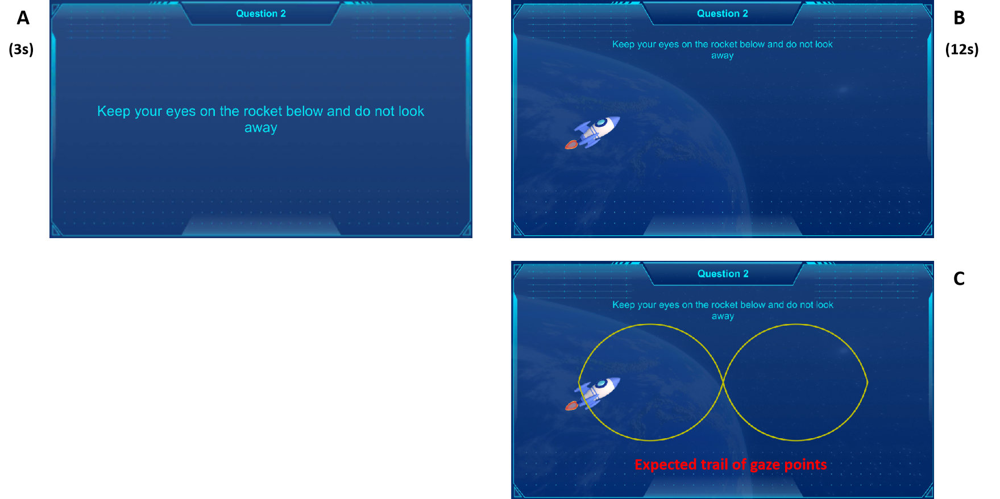 A
(3s)
Question 2
Keep your eyes on the rocket below and do not look
away
B
(12s)
Question 2
Keep your eyes on the rocket below and do not look
away
C
Question 2
Keep your eyes on the rocket below and do not look
away
Expected trail of gaze points